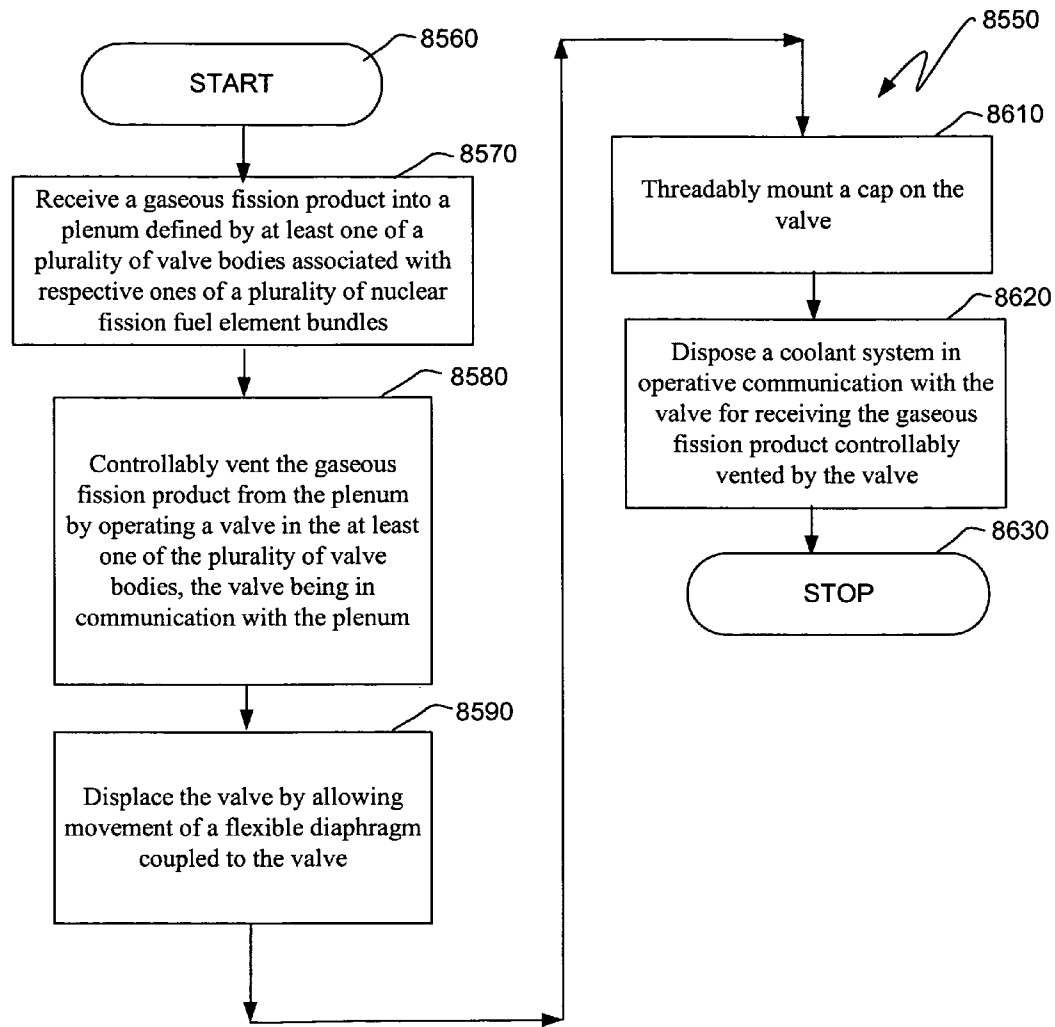 8560
START
8570
Receive a gaseous fission product into a
plenum defined by at least one of a
plurality of valve bodies associated with
respective ones of a plurality of nuclear
fission fuel element bundles
8580
Controllably vent the gaseous
fission product from the plenum
by operating a valve in the at least
one of the plurality of valve
bodies, the valve being in
communication with the plenum
8590
Displace the valve by allowing
movement of a flexible diaphragm
coupled to the valve
8550
8610
Threadably mount a cap on the
valve
8620
Dispose a coolant system in
operative communication with the
valve for receiving the gaseous
fission product controllably
vented by the valve
8630
STOP